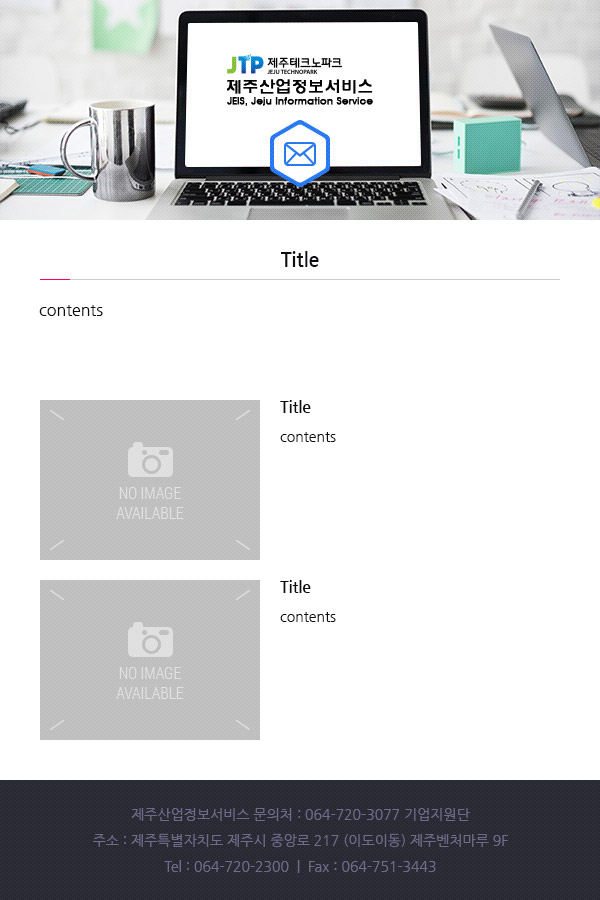 JTP 제주테크노파크
JEJU TECHNOPARK
제주산업정보서비스
JEIS, Jeju Information Service
Title
contents
Title
contents
NO IMAGE
AVAILABLE
Title
contents
NO IMAGE
AVAILABLE
제주산업정보서비스 문의처 : 064-720-3077 기업지원단
주소 : 제주특별자치도 제주시 중앙로 217 (이도이동) 제주벤처마루 9F
Tel : 064-720-2300 | Fax : 064-751-3443